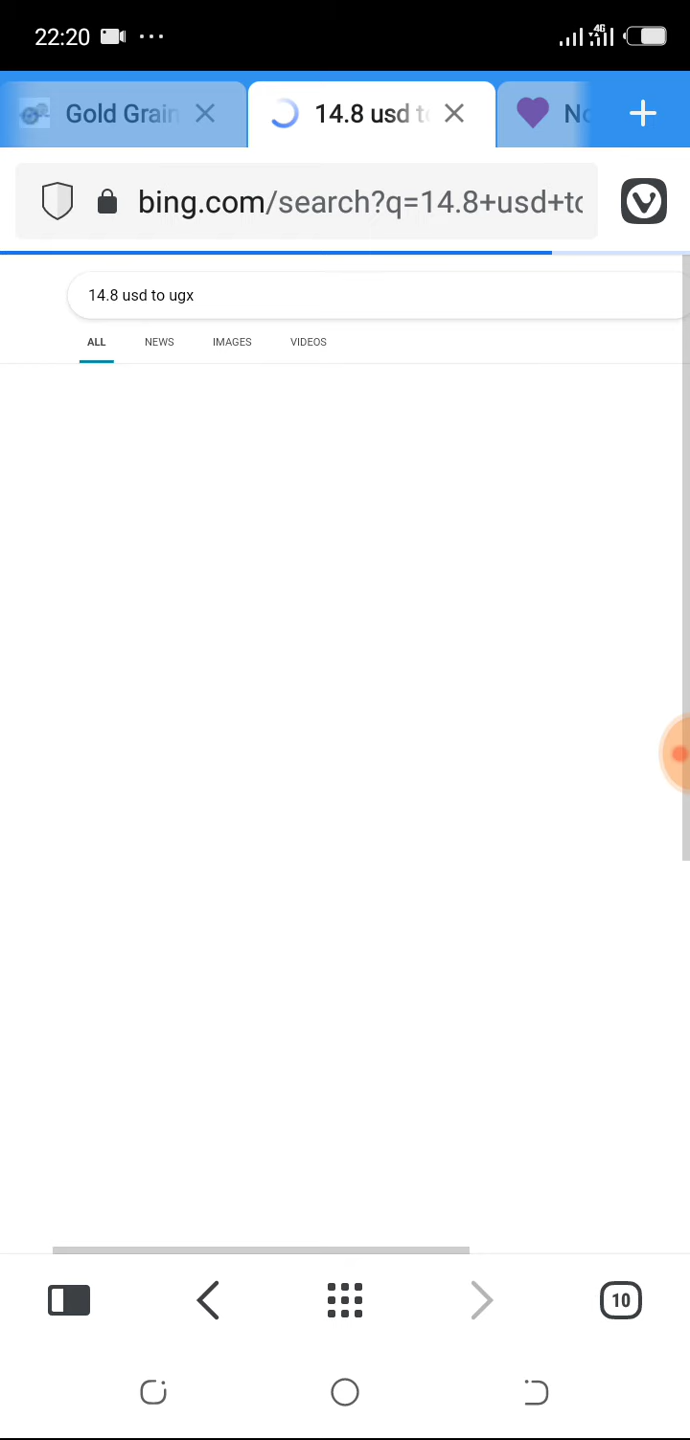 22:20
4G
Gold Grain
14.8 usd to
No
bing.com/search?q=14.8+usd+to
14.8 usd to ugx
ALL NEWS IMAGES VIDEOS
10